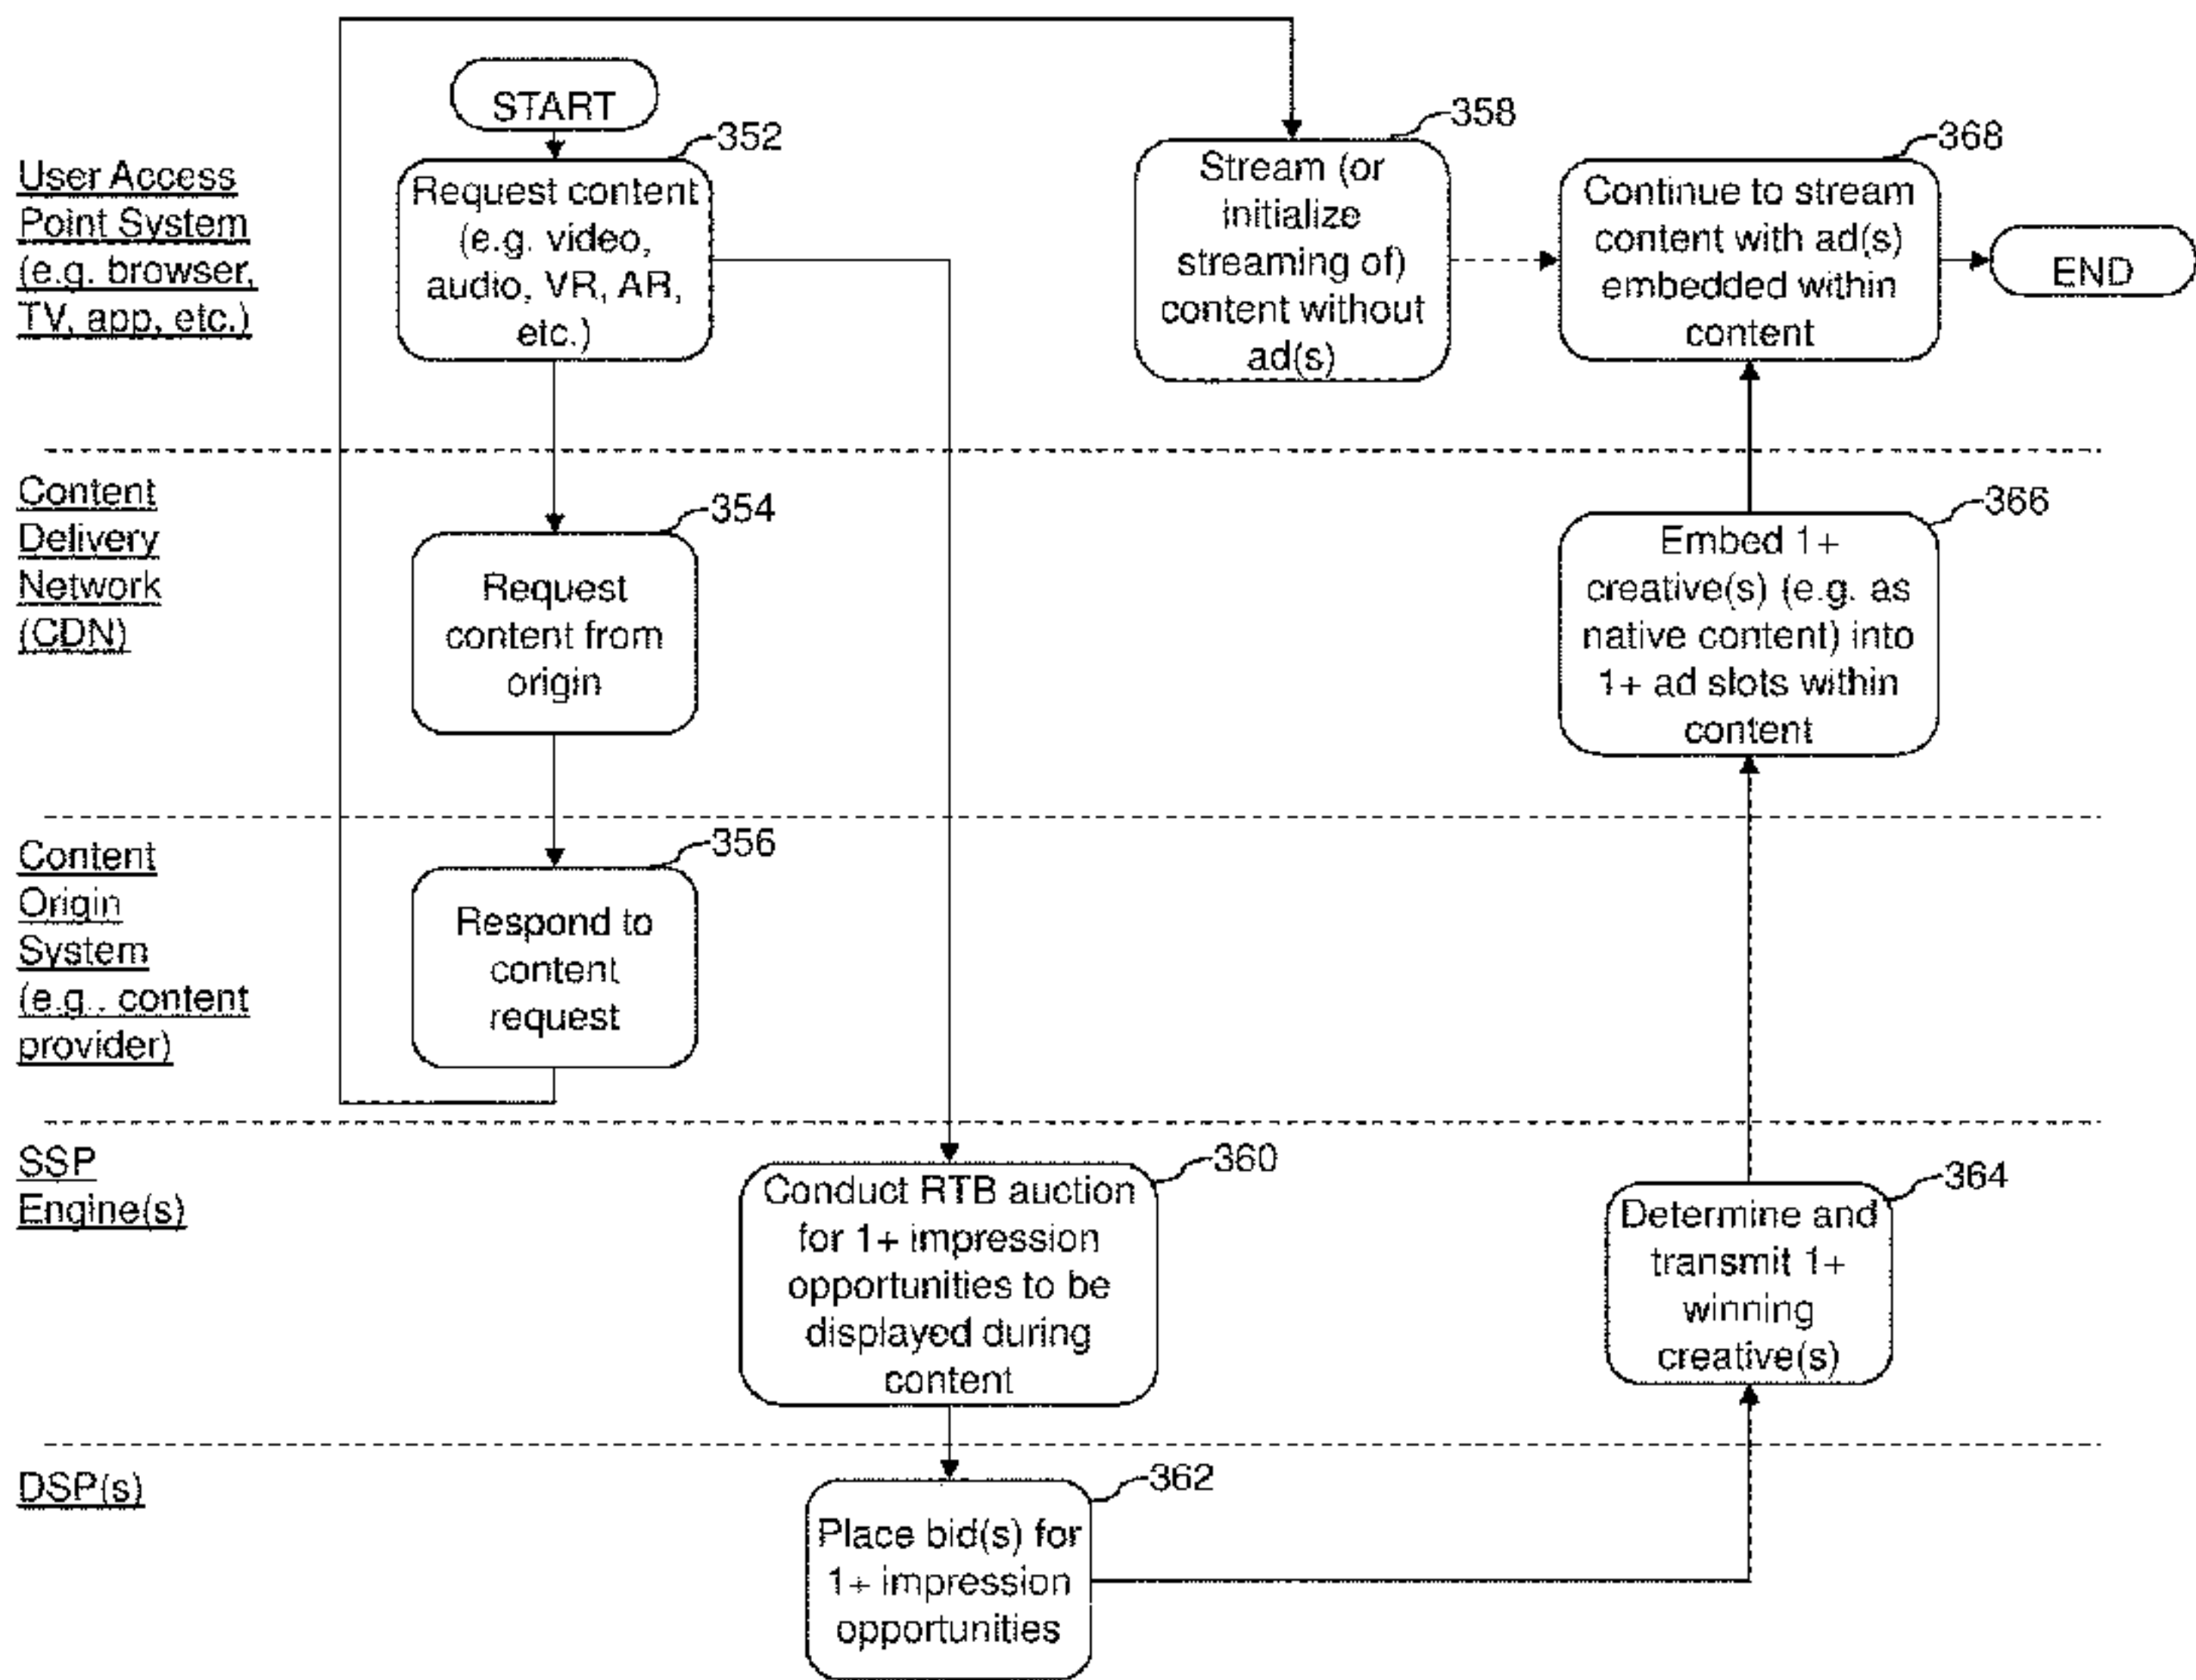 START
352
358
368
User Access
Point System
(e.g. browser,
TV, app, etc.)
Request content
(e.g. video,
audio, VR, AR,
etc.)
Stream (or
initialize
streaming of)
content without
ad(s)
Continue to stream
content with ad(s)
embedded within
content
END
Content
Delivery
Network
(CDN)
354
Request
content from
origin
366
Embed 1+
creative(s) (e.g. as
native content) into
1+ ad slots within
content
Content
Origin
System
(e.g., content
provider)
356
Respond to
content
request
SSP
Engine(s)
360
Conduct RTB auction
for 1+ impression
opportunities to be
displayed during
content
364
Determine and
transmit 1+
winning
creative(s)
DSP(s)
362
Place bid(s) for
1+ impression
opportunities